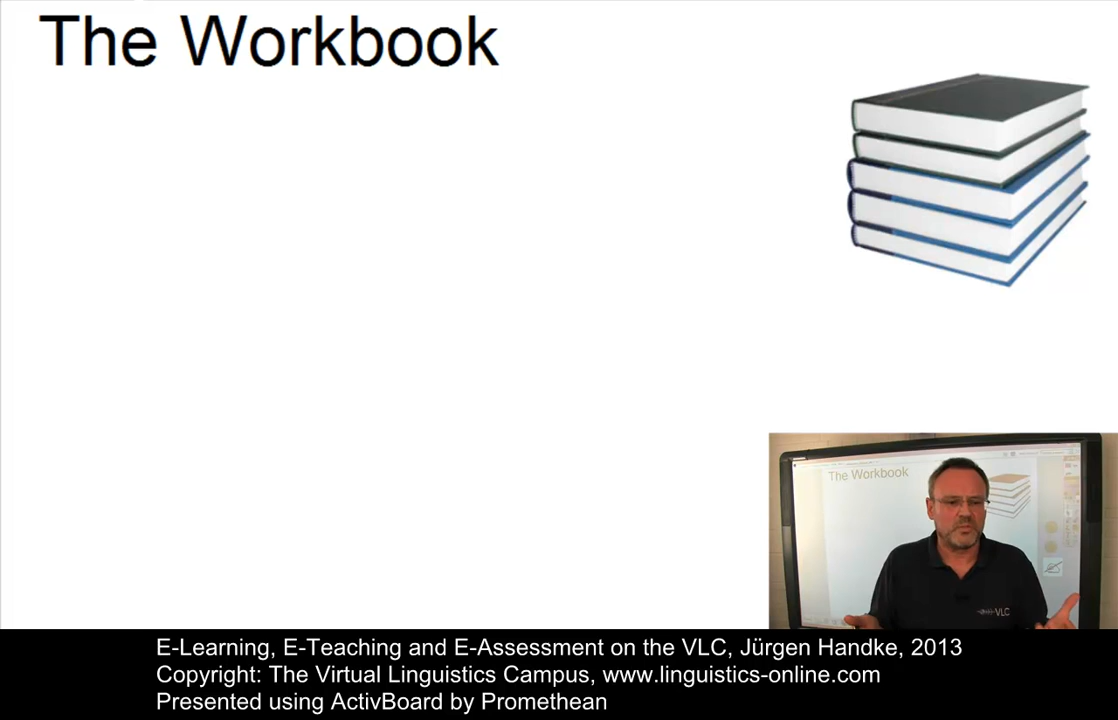 The Workbook
The Workbook
VLC
E-Learning, E-Teaching and E-Assessment on the VLC, Jürgen Handke, 2013
Copyright: The Virtual Linguistics Campus, www.linguistics-online.com
Presented using ActivBoard by Promethean